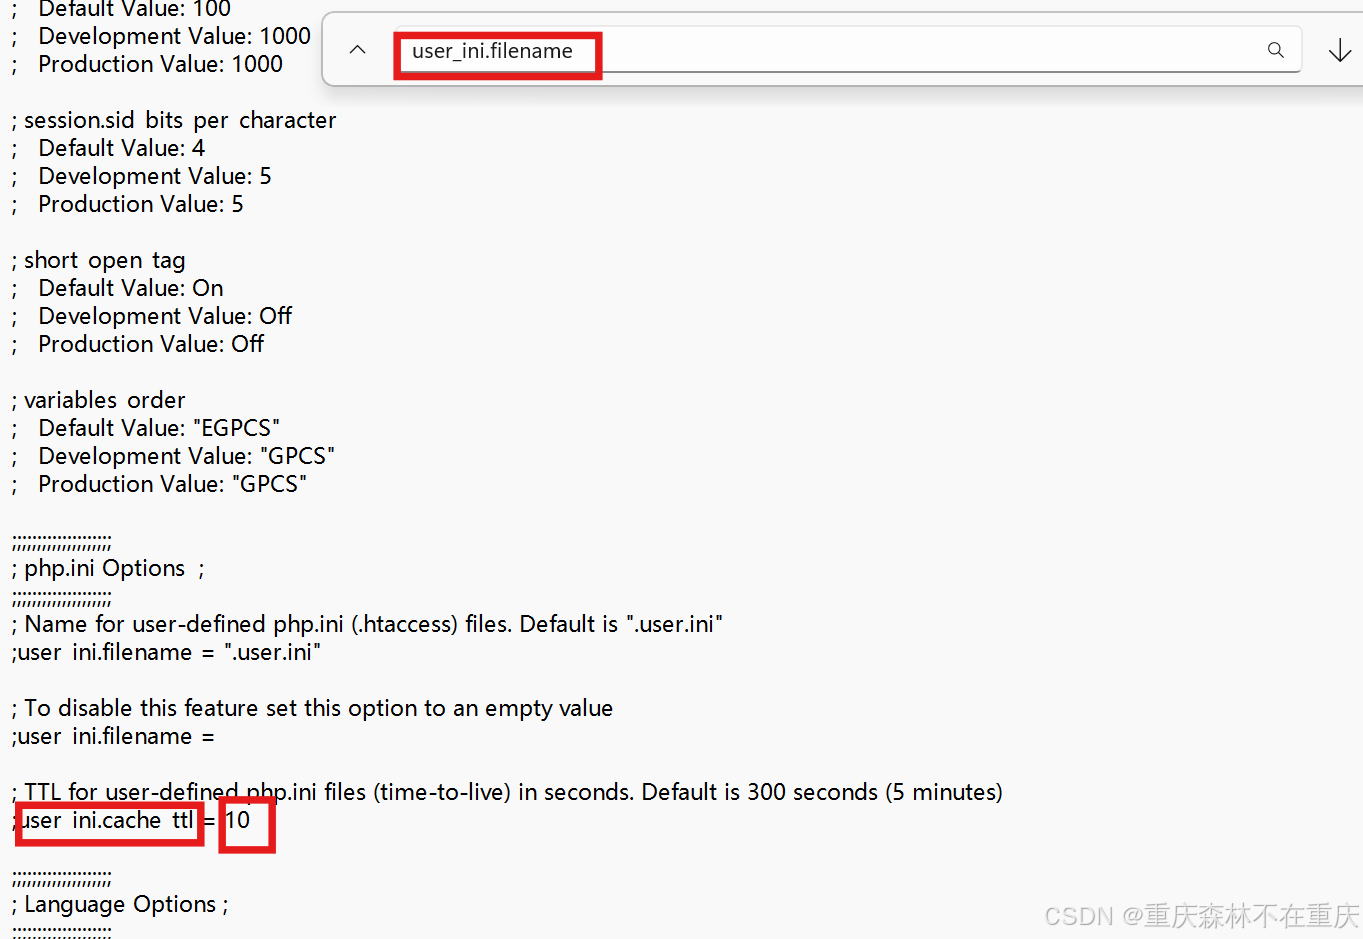 ;   Default Value: 100
;   Development Value: 1000
;   Production Value: 1000
user_ini.filename
; session.sid bits per character
;   Default Value: 4
;   Development Value: 5
;   Production Value: 5
; short open tag
;   Default Value: On
;   Development Value: Off
;   Production Value: Off
; variables order
;   Default Value: "EGPCS"
;   Development Value: "GPCS"
;   Production Value: "GPCS"
;;;;;;;;;;;;;;;;;;;;
; php.ini Options  ;
;;;;;;;;;;;;;;;;;;;;
; Name for user-defined php.ini (.htaccess) files. Default is ".user.ini"
;user ini.filename = ".user.ini"
; To disable this feature set this option to an empty value
;user ini.filename =
; TTL for user-defined php.ini files (time-to-live) in seconds. Default is 300 seconds (5 minutes)
;user ini.cache ttl = 10
;;;;;;;;;;;;;;;;;;;;
; Language Options ;
;;;;;;;;;;;;;;;;;;;;
CSDN @重庆森林不在重庆